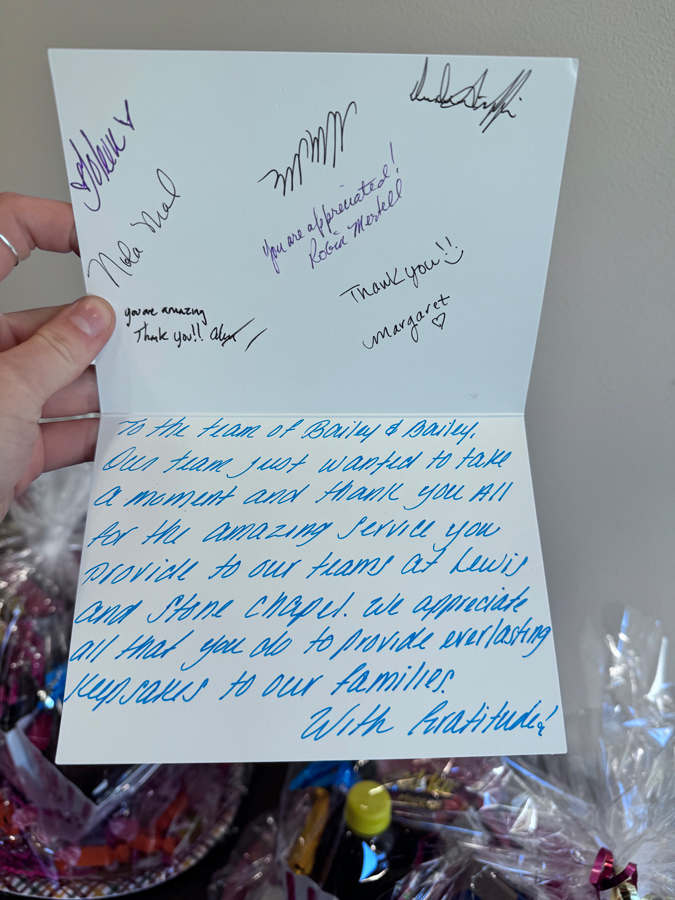 Nola
You are appreciated!
Robin
Thank you!!
Margaret
you are amazing
Thank you!!
To the team of Bailey & Bailey,
Our team just wanted to take
a moment and thank you All
for the amazing service you
provide to our teams at Lewis
and Stone Chapel. We appreciate
all that you do to provide everlasting
keepsakes to our families.
With Gratitude!